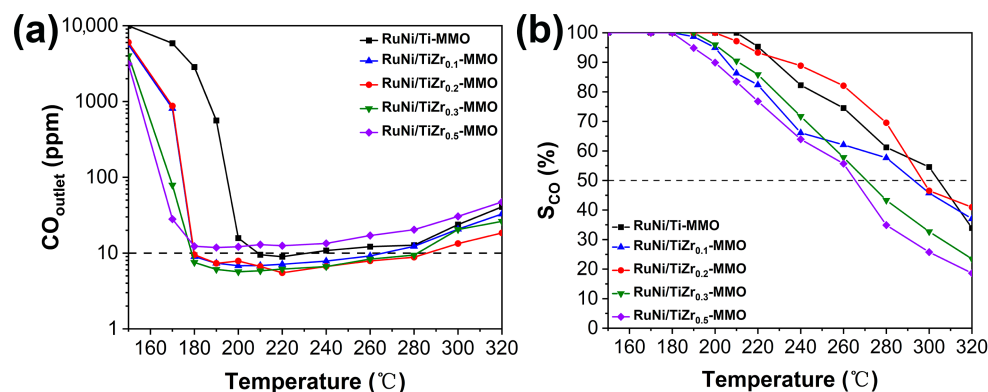 (a)
CO_outlet (ppm)
10,000
1000
100
10
1
RuNi/Ti-MMO
RuNi/TiZr0.1-MMO
RuNi/TiZr0.2-MMO
RuNi/TiZr0.3-MMO
RuNi/TiZr0.5-MMO
160 180 200 220 240 260 280 300 320
Temperature (℃)
(b)
S_CO (%)
100
90
80
70
60
50
40
30
20
10
0
RuNi/Ti-MMO
RuNi/TiZr0.1-MMO
RuNi/TiZr0.2-MMO
RuNi/TiZr0.3-MMO
RuNi/TiZr0.5-MMO
160 180 200 220 240 260 280 300 320
Temperature (℃)